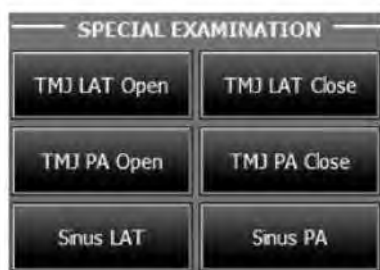 SPECIAL EXAMINATION
TMJ LAT Open TMJ LAT Close
TMJ PA Open TMJ PA Close
Sinus LAT Sinus PA